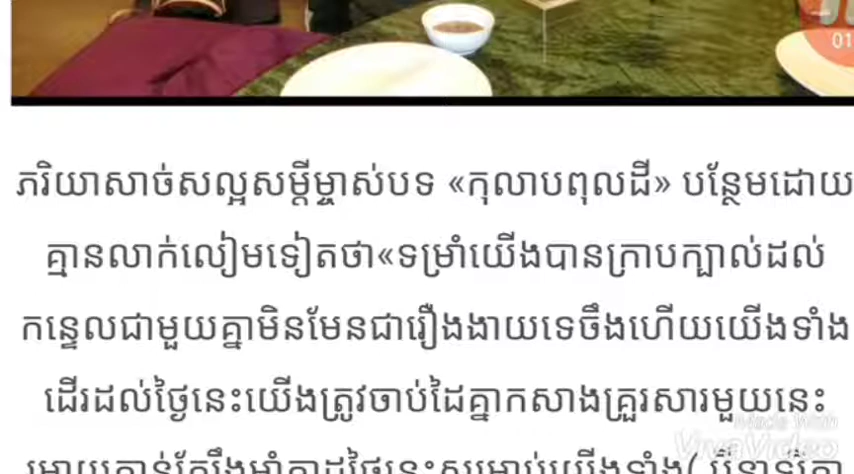 01
ភរិយាសាច់សល្អសម្ដីម្ចាស់បទ «កុលាបពុលដី» បន្ថែមដោយ
គ្មានលាក់លៀមទៀតថា«ទម្រាំយើងបានក្រាបក្បាល់ដល់
កន្ទេលជាមួយគ្នាមិនមែនជារឿងងាយទេចឹងហើយយើងទាំង
ដើរដល់ថ្ងៃនេះយើងត្រូវចាប់ដៃគ្នាកសាងគ្រួរសារមួយនេះ
Made With
VivaVideo